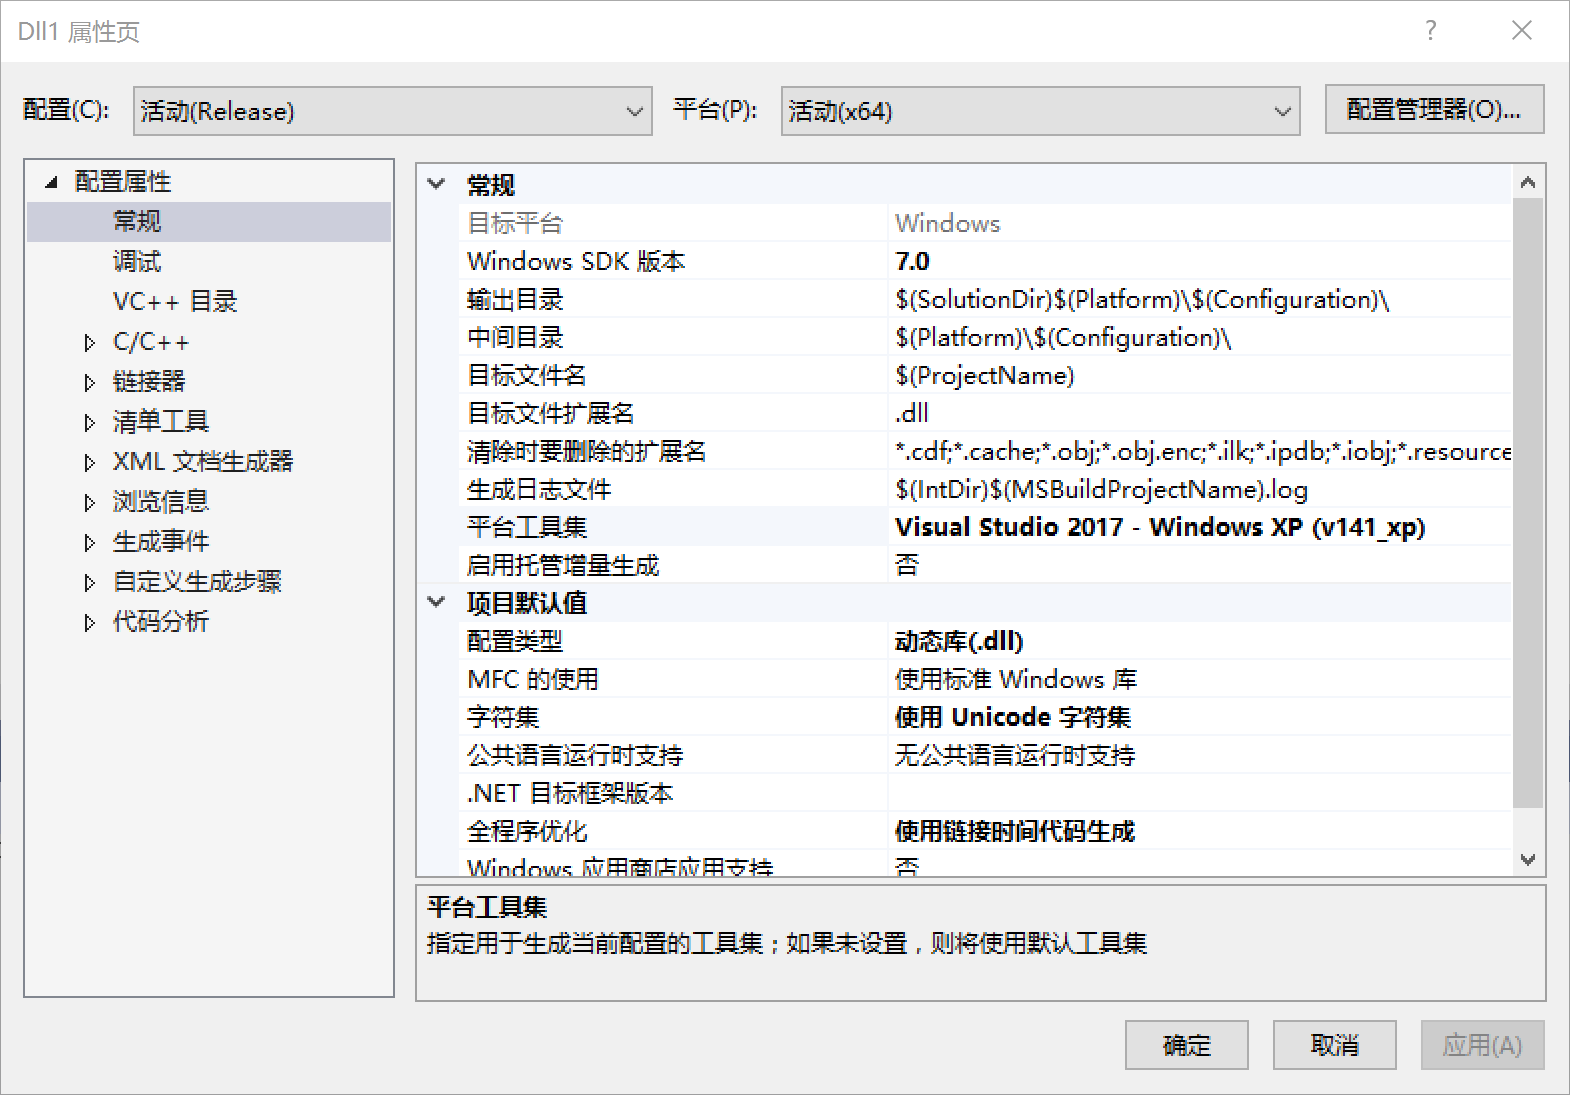 Dll1 属性页
配置(C): 活动(Release) 平台(P): 活动(x64) 配置管理器(O)...
配置属性
常规
调试
VC++ 目录
C/C++
链接器
清单工具
XML 文档生成器
浏览信息
生成事件
自定义生成步骤
代码分析
常规
目标平台 Windows
Windows SDK 版本 7.0
输出目录 $(SolutionDir)$(Platform)\$(Configuration)\
中间目录 $(Platform)\$(Configuration)\
目标文件名 $(ProjectName)
目标文件扩展名 .dll
清除时要删除的扩展名 *.cdf;*.cache;*.obj;*.obj.enc;*.ilk;*.ipdb;*.iobj;*.resource
生成日志文件 $(IntDir)$(MSBuildProjectName).log
平台工具集 Visual Studio 2017 - Windows XP (v141_xp)
启用托管增量生成 否
项目默认值
配置类型 动态库(.dll)
MFC 的使用 使用标准 Windows 库
字符集 使用 Unicode 字符集
公共语言运行时支持 无公共语言运行时支持
.NET 目标框架版本
全程序优化 使用链接时间代码生成
Windows 应用商店应用支持 否
平台工具集
指定用于生成当前配置的工具集；如果未设置，则将使用默认工具集
确定 取消 应用(A)